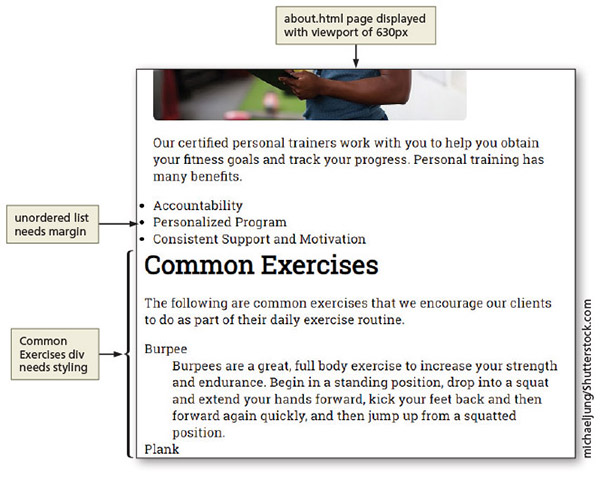 about.html page displayed
with viewport of 630px
Our certified personal trainers work with you to help you obtain
your fitness goals and track your progress. Personal training has
many benefits.
unordered list
needs margin
• Accountability
• Personalized Program
• Consistent Support and Motivation
Common Exercises
The following are common exercises that we encourage our clients
to do as part of their daily exercise routine.
Common
Exercises div
needs styling
Burpee
Burpees are a great, full body exercise to increase your strength
and endurance. Begin in a standing position, drop into a squat
and extend your hands forward, kick your feet back and then
forward again quickly, and then jump up from a squatted
position.
Plank
michaeljung/Shutterstock.com